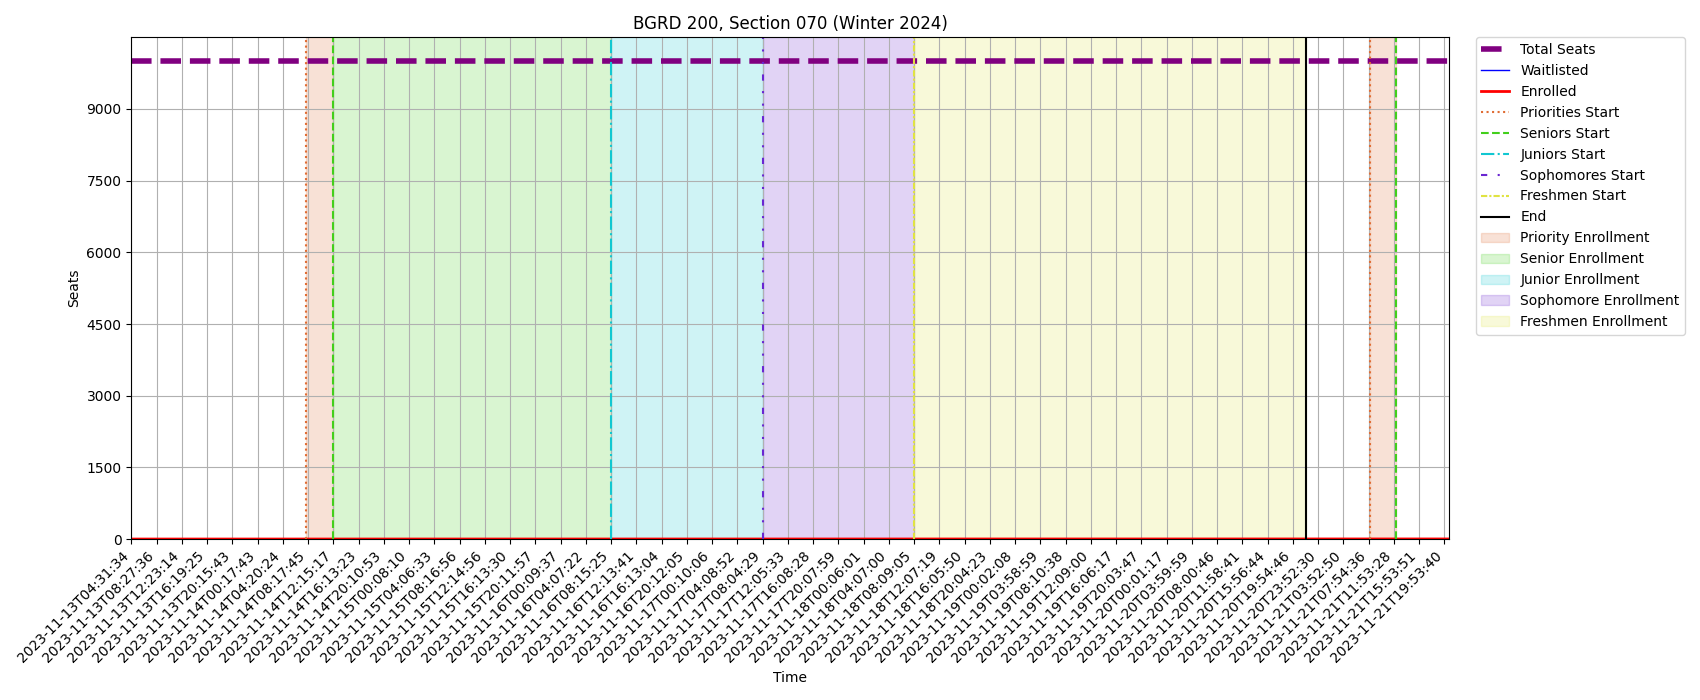 BGRD 200, Section 070 (Winter 2024)
Seats
9000
7500
6000
4500
3000
1500
0
2023-11-13T04:31:34
2023-11-13T08:27:36
2023-11-13T12:23:14
2023-11-13T16:19:25
2023-11-13T20:15:43
2023-11-14T00:17:43
2023-11-14T04:20:24
2023-11-14T08:17:45
2023-11-14T12:15:17
2023-11-14T16:13:23
2023-11-14T20:10:53
2023-11-15T00:08:10
2023-11-15T04:06:33
2023-11-15T08:16:56
2023-11-15T12:14:56
2023-11-15T16:13:30
2023-11-15T20:11:57
2023-11-16T00:09:37
2023-11-16T04:07:22
2023-11-16T08:15:25
2023-11-16T12:13:41
2023-11-16T16:13:04
2023-11-16T20:12:05
2023-11-17T00:10:06
2023-11-17T04:08:52
2023-11-17T08:04:29
2023-11-17T12:05:33
2023-11-17T16:08:28
2023-11-17T20:07:59
2023-11-18T00:06:01
2023-11-18T04:07:00
2023-11-18T08:09:05
2023-11-18T12:07:19
2023-11-18T16:05:50
2023-11-18T20:04:23
2023-11-19T00:02:08
2023-11-19T03:58:59
2023-11-19T08:10:38
2023-11-19T12:09:00
2023-11-19T16:06:17
2023-11-19T20:03:47
2023-11-20T00:01:17
2023-11-20T03:59:59
2023-11-20T08:00:46
2023-11-20T11:58:41
2023-11-20T15:56:44
2023-11-20T19:54:46
2023-11-20T23:52:30
2023-11-21T03:52:50
2023-11-21T07:54:36
2023-11-21T11:53:28
2023-11-21T15:53:51
2023-11-21T19:53:40
Time
Total Seats
Waitlisted
Enrolled
Priorities Start
Seniors Start
Juniors Start
Sophomores Start
Freshmen Start
End
Priority Enrollment
Senior Enrollment
Junior Enrollment
Sophomore Enrollment
Freshmen Enrollment